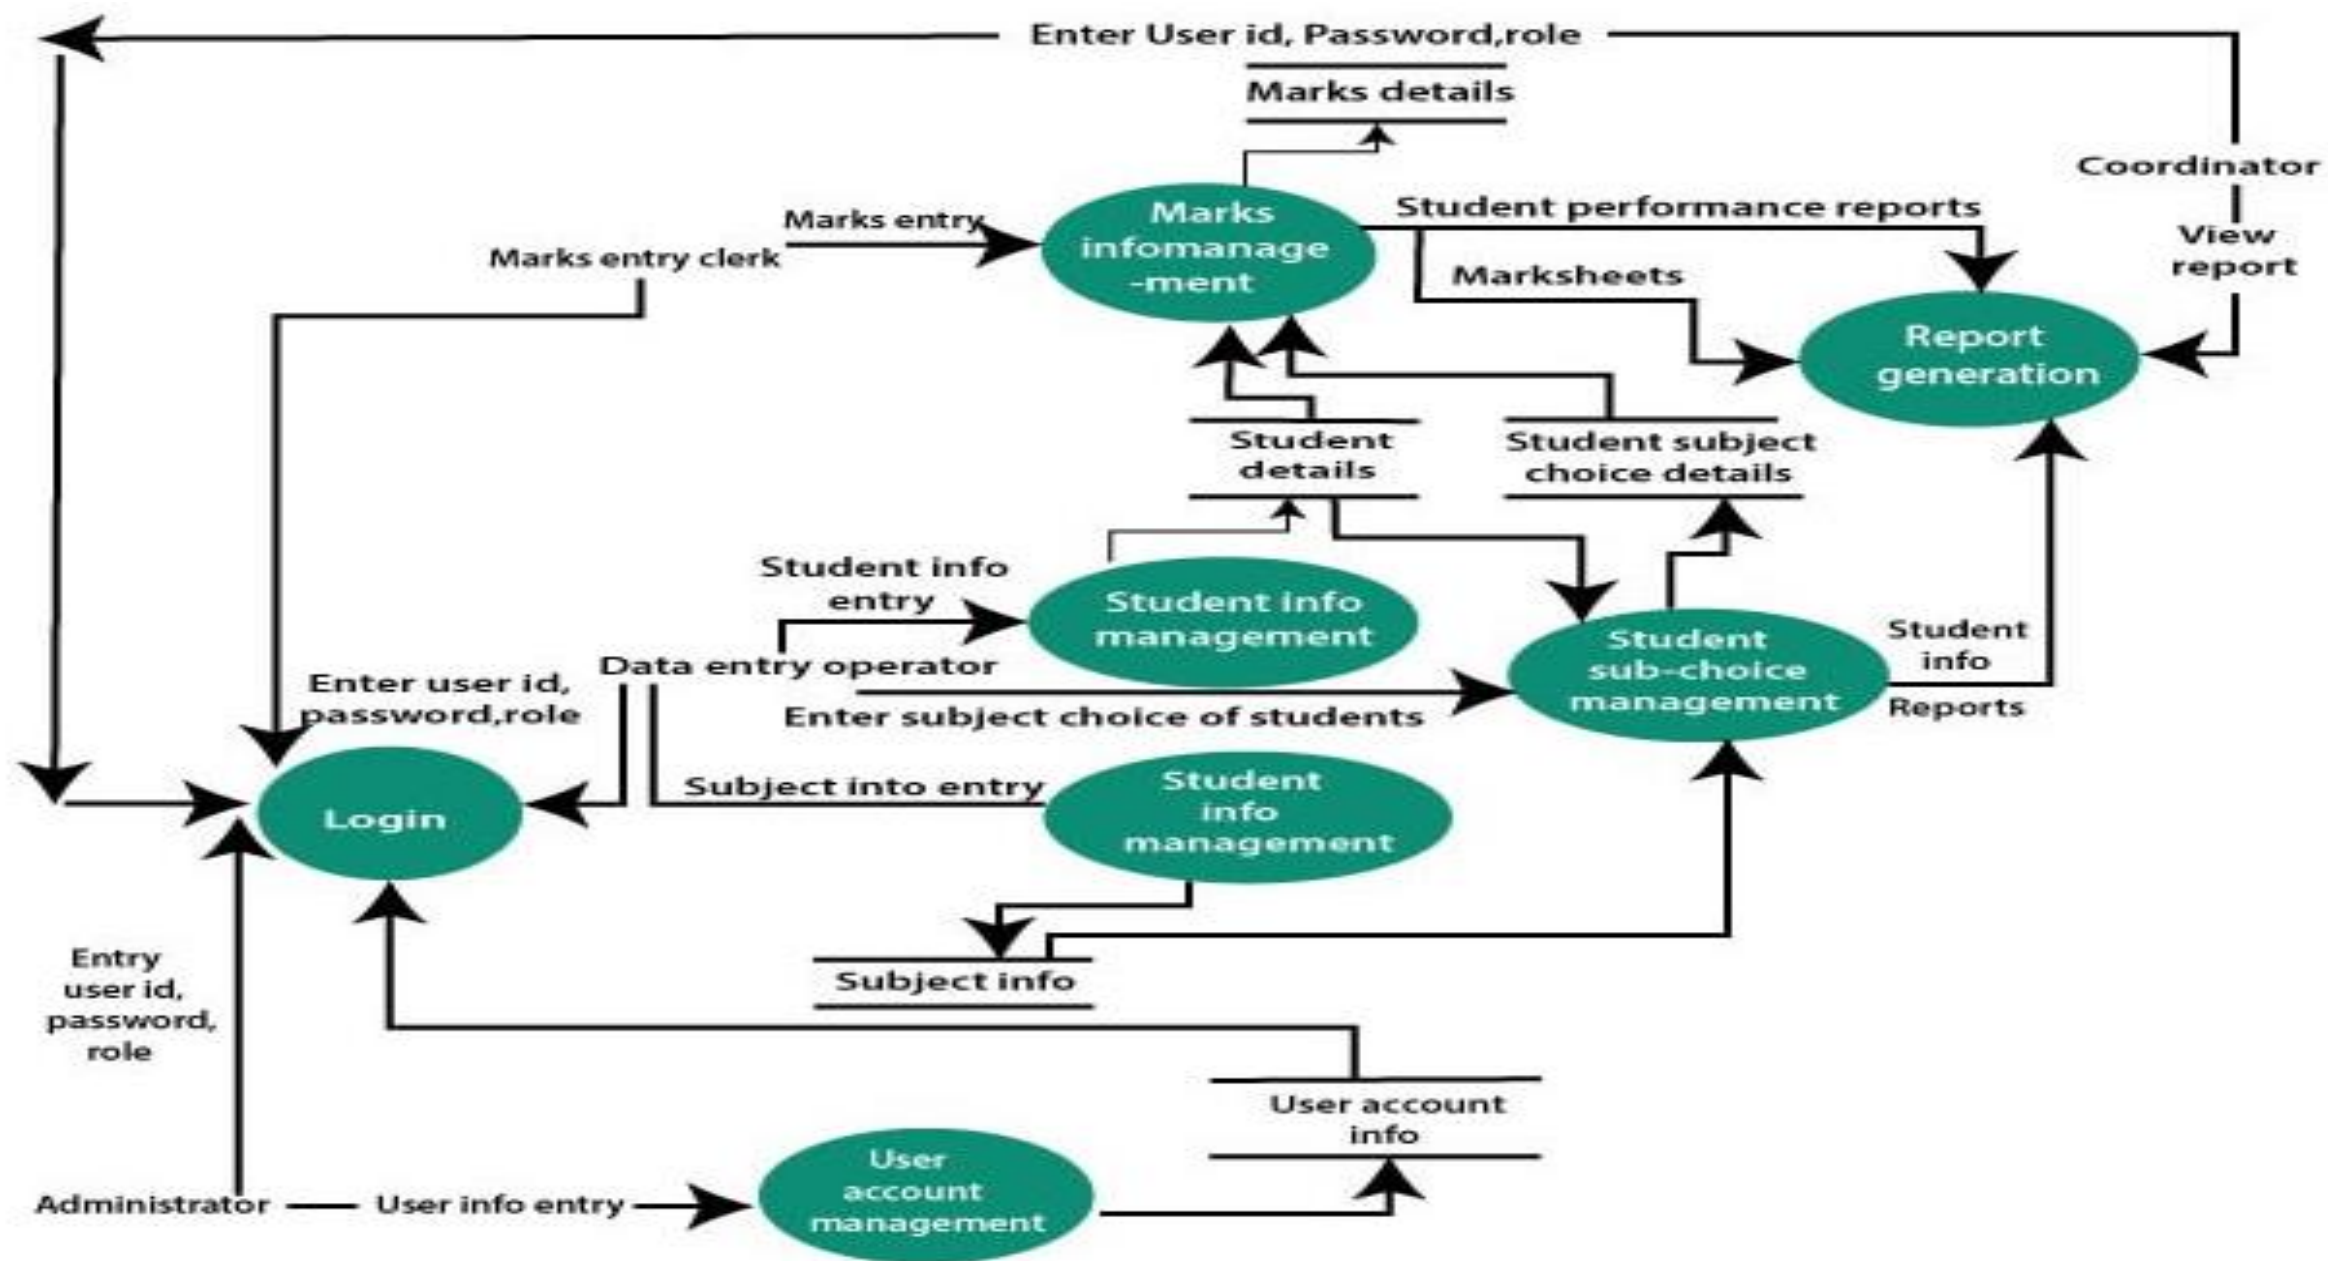 Enter User id, Password,role
Marks details
Coordinator
Marks entry
Marks
infomanage
-ment
Student performance reports
View
report
Marks entry clerk
Marksheets
Report
generation
Student
details
Student subject
choice details
Student info
entry
Student info
management
Student
sub-choice
management
Student
info
Reports
Data entry operator
Enter user id,
password,role
Enter subject choice of students
Subject into entry
Student
info
management
Login
Entry
user id,
password,
role
Subject info
User account
info
Administrator
User info entry
User
account
management